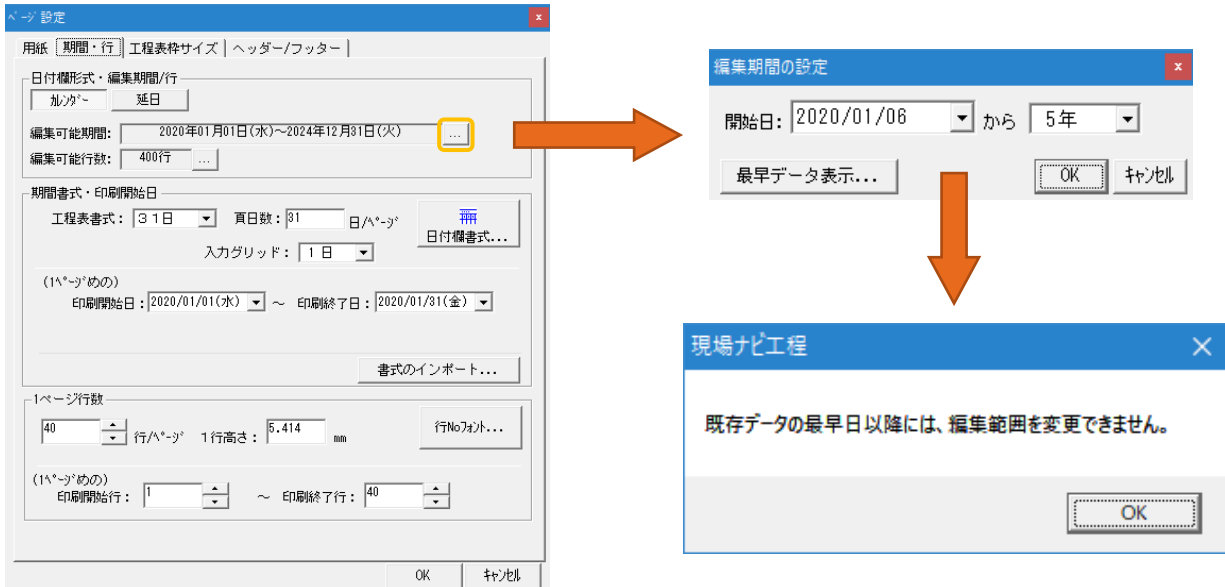 ページ 設定
用紙 期間・行 工程表枠サイズ ヘッダー/フッター
日付欄形式・編集期間/行
カレンダー 延日
編集可能期間: 2020年01月01日(水)～2024年12月31日(火) ...
編集可能行数: 400行 ...
期間書式・印刷開始日
工程表書式: 31日 頁日数: 31 日/ページ
日付欄書式...
入力グリッド: 1日
(1ページめの)
印刷開始日: 2020/01/01(水) ～ 印刷終了日: 2020/01/31(金)
書式のインポート...
1ページ行数
40 行/ページ 1行高さ: 5.414 mm 行Noフォント...
(1ページめの)
印刷開始行: 1 ～ 印刷終了行: 40
OK キャンセル
編集期間の設定
開始日: 2020/01/06 から 5年
最早データ表示... OK キャンセル
現場ナビ工程
既存データの最早日以降には、編集範囲を変更できません。
OK